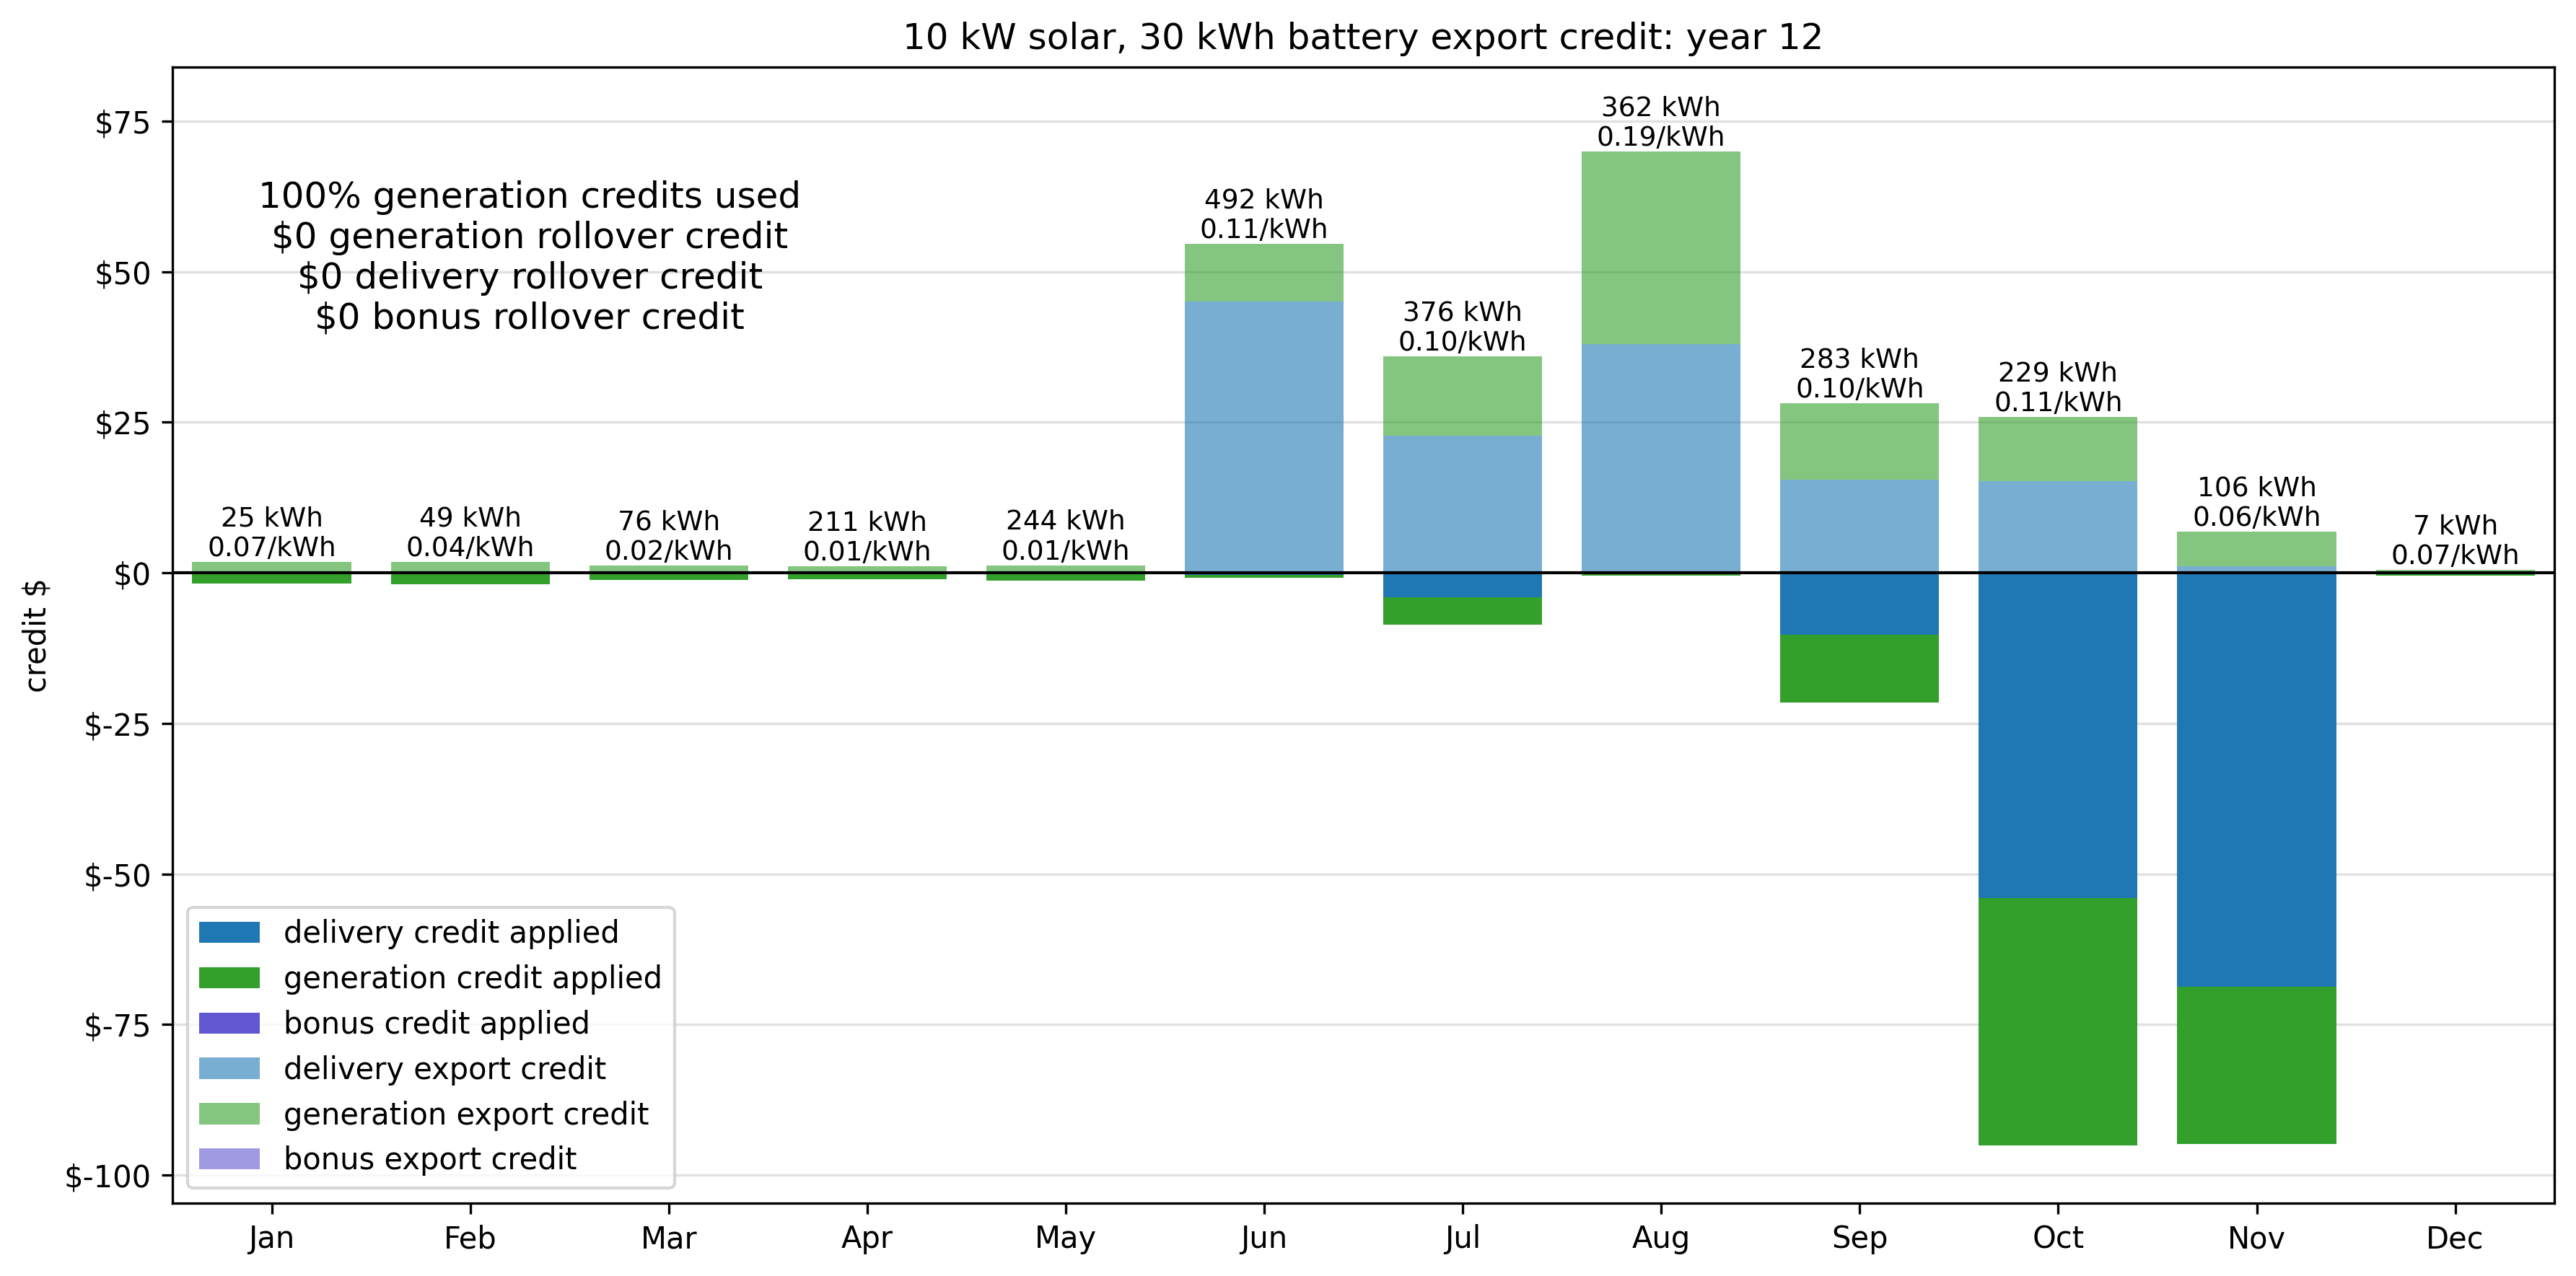 10 kW solar, 30 kWh battery export credit: year 12
credit $
$75
$50
$25
$0
$-25
$-50
$-75
$-100
100% generation credits used
$0 generation rollover credit
$0 delivery rollover credit
$0 bonus rollover credit
25 kWh
0.07/kWh
49 kWh
0.04/kWh
76 kWh
0.02/kWh
211 kWh
0.01/kWh
244 kWh
0.01/kWh
492 kWh
0.11/kWh
376 kWh
0.10/kWh
362 kWh
0.19/kWh
283 kWh
0.10/kWh
229 kWh
0.11/kWh
106 kWh
0.06/kWh
7 kWh
0.07/kWh
delivery credit applied
generation credit applied
bonus credit applied
delivery export credit
generation export credit
bonus export credit
Jan Feb Mar Apr May Jun Jul Aug Sep Oct Nov Dec